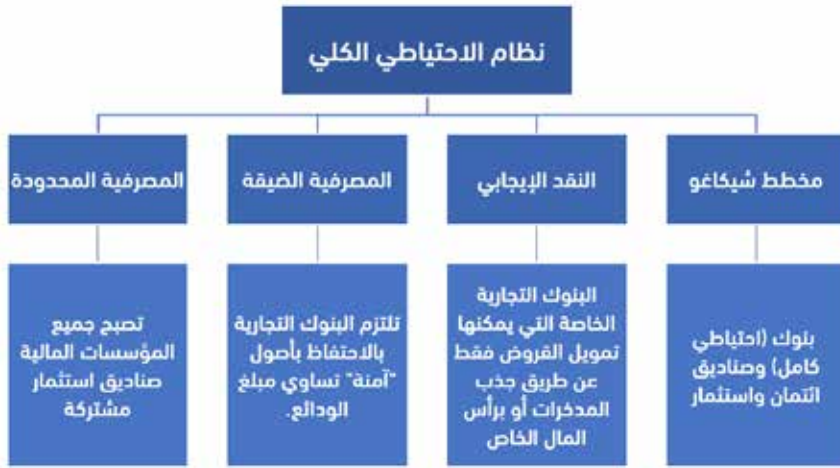 نظام الاحتياطي الكلي
مخطط شيكاغو
النقد الإيجابي
المصرفية الضيقة
المصرفية المحدودة
بنوك (احتياطي
كامل) وصناديق
ائتمان واستثمار
البنوك التجارية
الخاصة التي يمكنها
تمويل القروض فقط
عن طريق جذب
المدخرات أو برأس
المال الخاص
تلتزم البنوك التجارية
بالاحتفاظ بأصول
"آمنة" تساوي مبلغ
الودائع.
تصبح جميع
المؤسسات المالية
صناديق استثمار
مشتركة